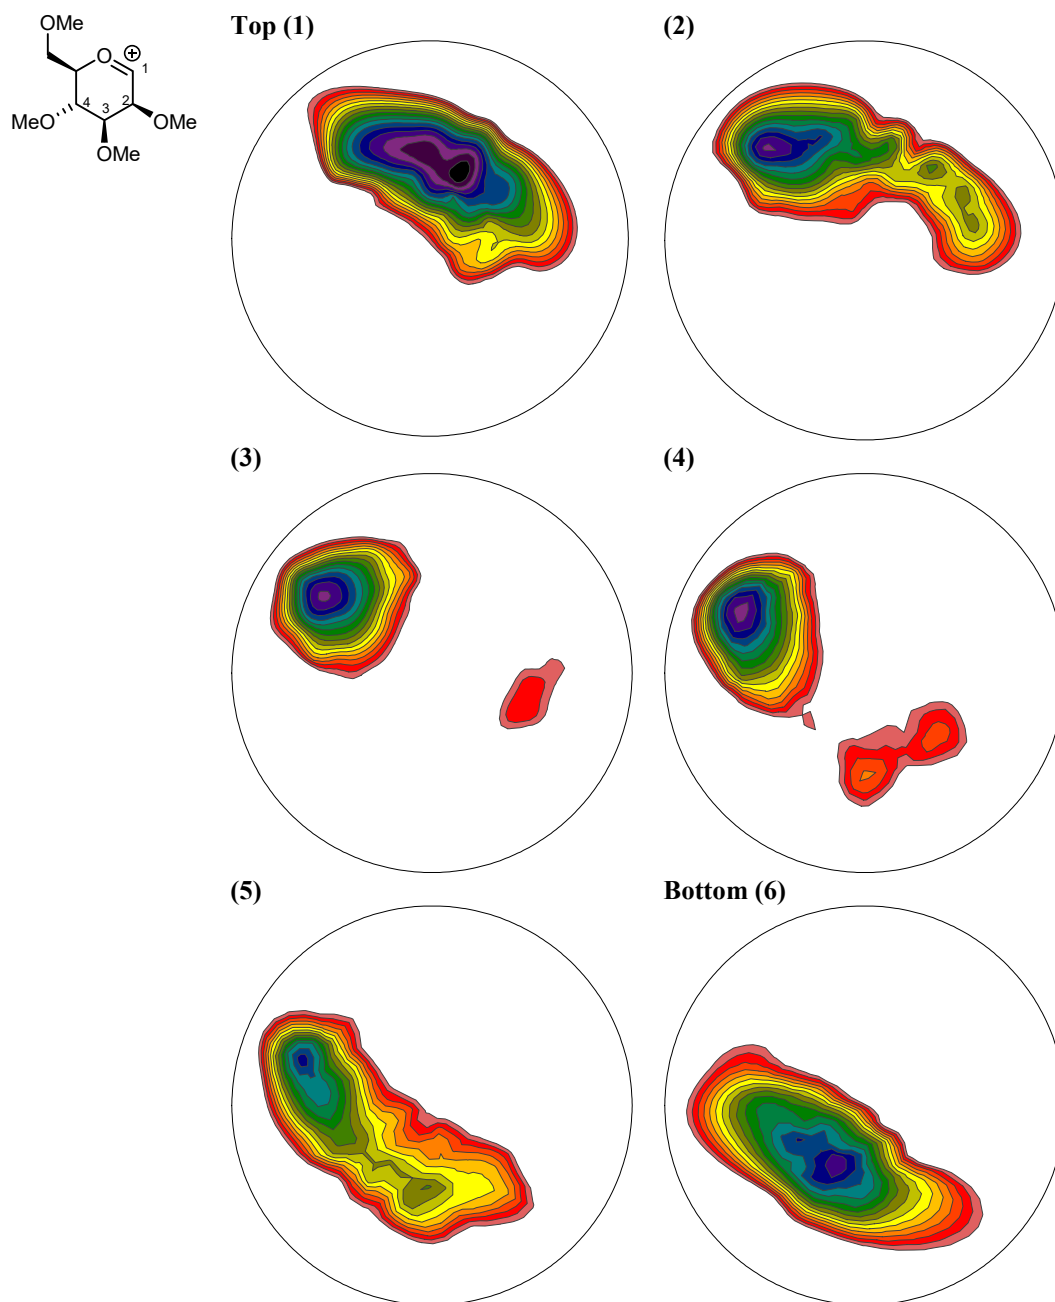 Top (1)
(2)
OMe
O
⊕
1
4
2
3
MeO
OMe
OMe
(3)
(4)
(5)
Bottom (6)